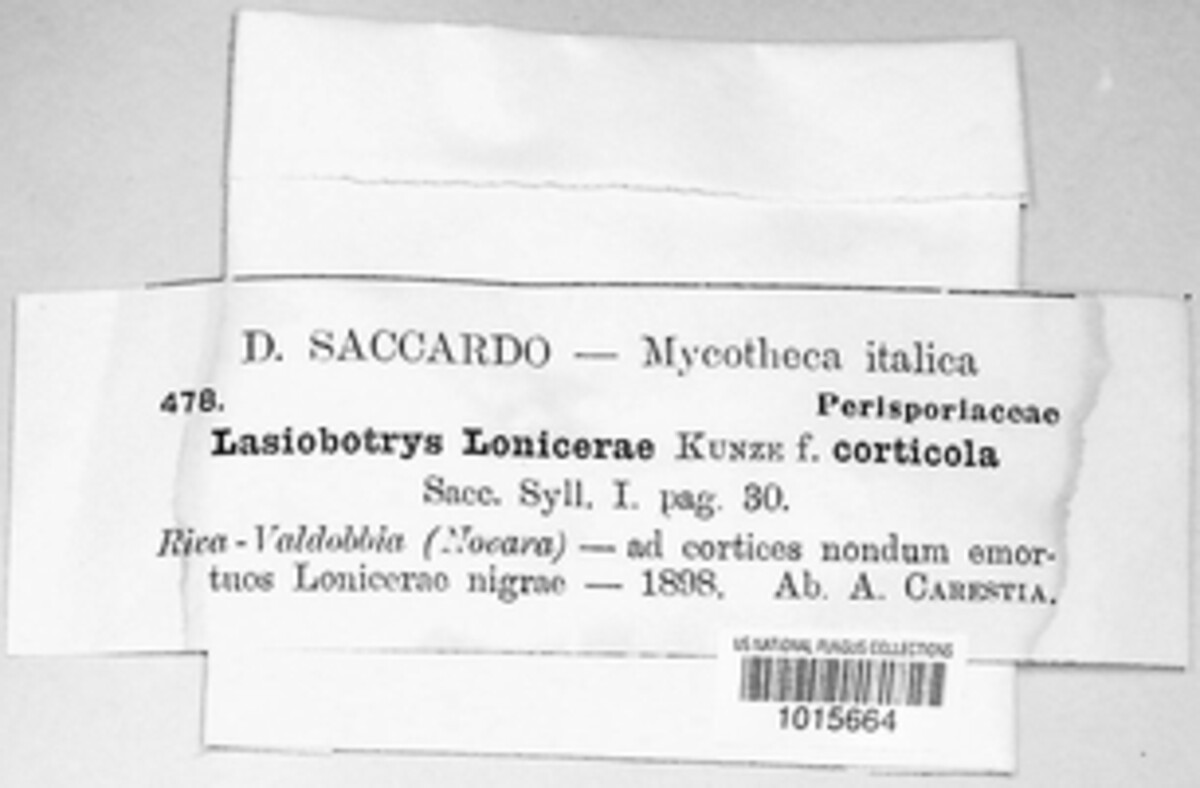 D. SACCARDO — Mycotheca italica
478. Perisporiaceae
Lasiobotrys Lonicerae KUNZE f. corticola
Sacc. Syll. I. pag. 30.
Riva-Valdobbia (Novara) — ad cortices nondum emor-
tuos Lonicerae nigrae — 1898. Ab. A. CARESTIA.
US NATIONAL FUNGUS COLLECTIONS
1015664